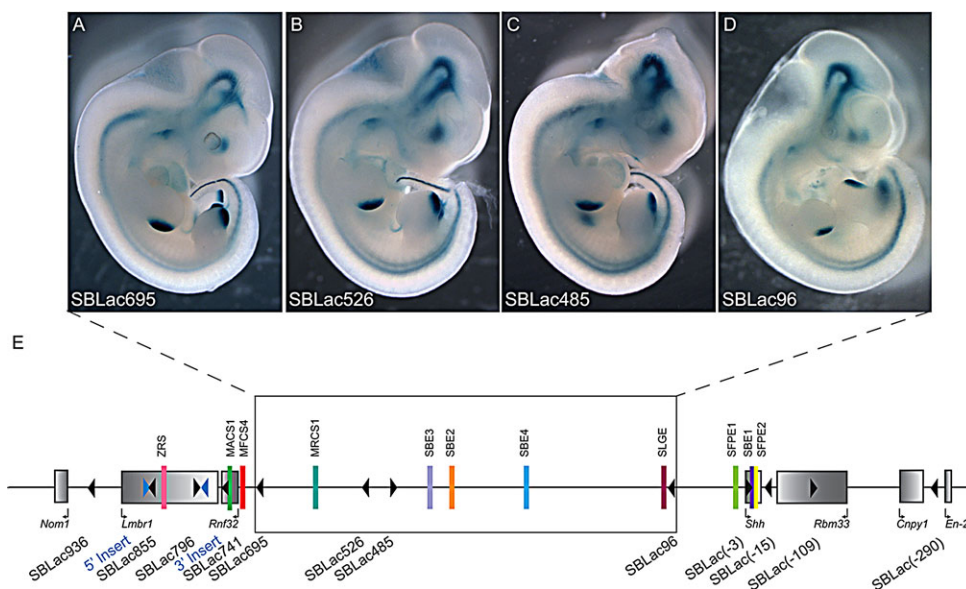 A
B
C
D
SBLac695
SBLac526
SBLac485
SBLac96
E
ZRS
MACS1
MFCS4
MRCS1
SBE3
SBE2
SBE4
SLGE
SFPE1
SBE1
SFPE2
Nom1
Lmbr1
Rnf32
Shh
Rbm33
Cnpy1
En-2
SBLac936
5' Insert
SBLac855
SBLac796
3' Insert
SBLac741
SBLac695
SBLac526
SBLac485
SBLac96
SBLac(-3)
SBLac(-15)
SBLac(-109)
SBLac(-290)